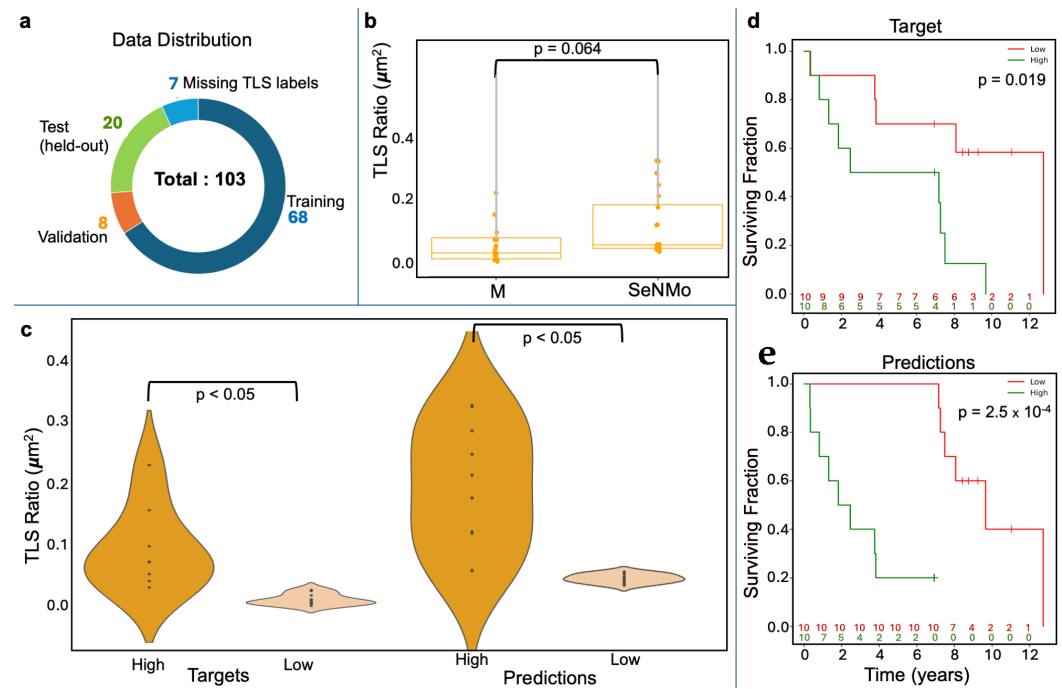 a
Data Distribution
7 Missing TLS labels
Test
(held-out)
20
Total : 103
Training
68
8
Validation
b
p = 0.064
TLS Ratio (μm²)
0.4
0.2
0.0
M
SeNMo
c
TLS Ratio (μm²)
0.4
0.3
0.2
0.1
0.0
p < 0.05
p < 0.05
High
Low
High
Low
Targets
Predictions
d
Target
Low
High
p = 0.019
Surviving Fraction
1.0
0.8
0.6
0.4
0.2
0.0
10 9 9 9 7 7 7 6 6 3 2 2 1
10 8 6 5 5 5 5 4 1 1 0 0 0
0 2 4 6 8 10 12
e
Predictions
Low
High
p = 2.5 x 10⁻⁴
Surviving Fraction
1.0
0.8
0.6
0.4
0.2
0.0
10 10 10 10 10 10 10 10 7 4 2 2 1
10 7 5 4 2 2 2 0 0 0 0 0 0
0 2 4 6 8 10 12
Time (years)